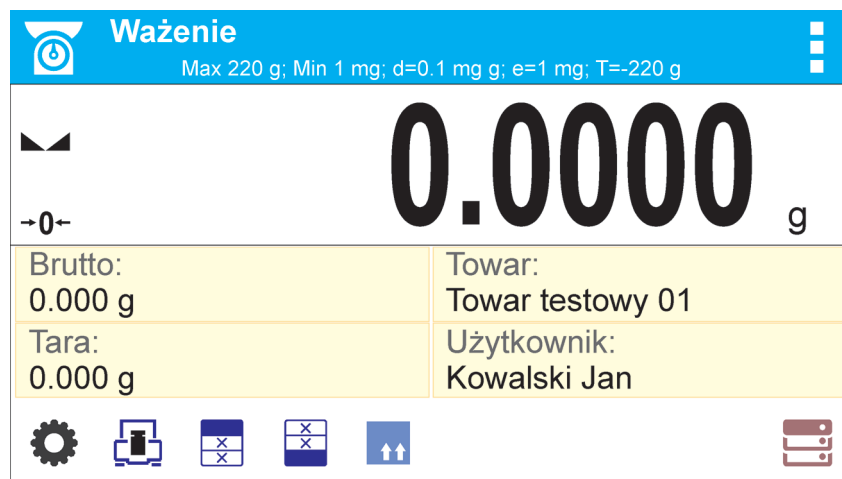 Ważenie
Max 220 g; Min 1 mg; d=0.1 mg g; e=1 mg; T=-220 g
0.0000 g
→0←
Brutto:
0.000 g
Towar:
Towar testowy 01
Tara:
0.000 g
Użytkownik:
Kowalski Jan